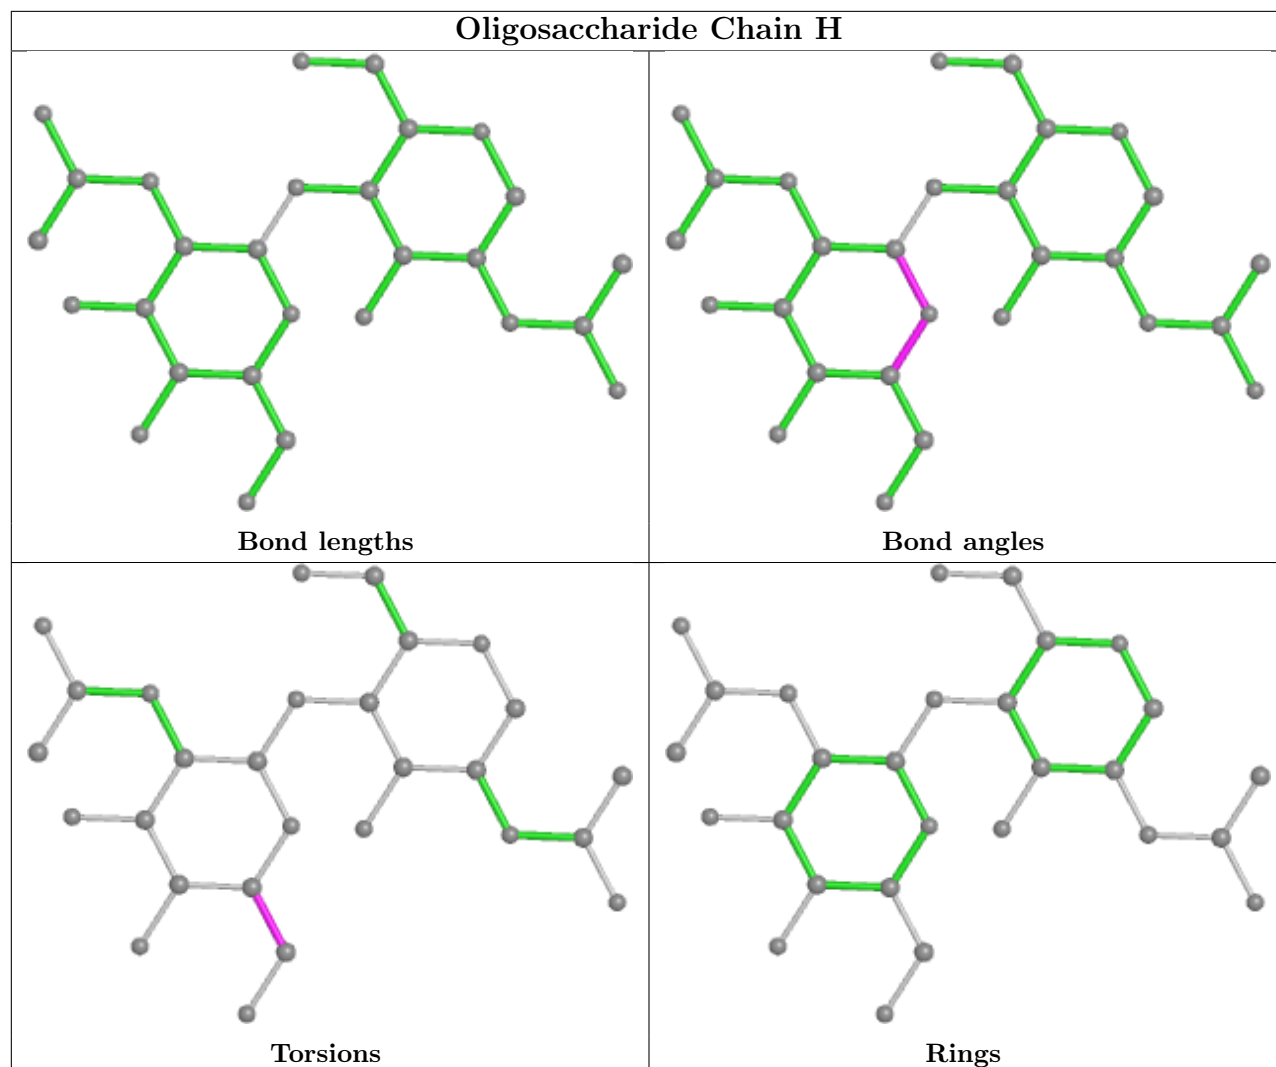 Oligosaccharide Chain H
Bond lengths
Bond angles
Torsions
Rings